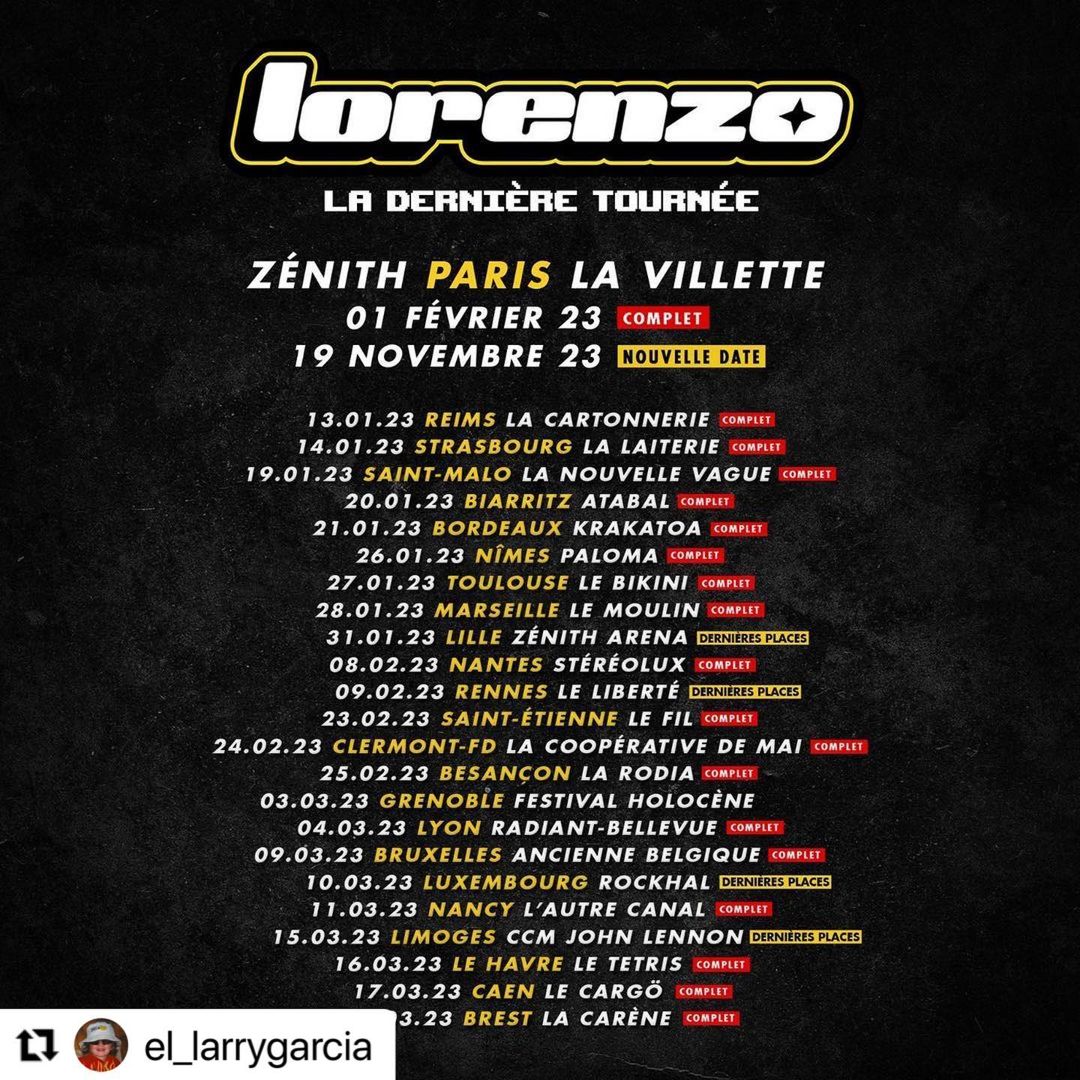 lorenzo
LA DERNIÈRE TOURNÉE
ZÉNITH PARIS LA VILLETTE
01 FÉVRIER 23 COMPLET
19 NOVEMBRE 23 NOUVELLE DATE
13.01.23 REIMS LA CARTONNERIE COMPLET
14.01.23 STRASBOURG LA LAITERIE COMPLET
19.01.23 SAINT-MALO LA NOUVELLE VAGUE COMPLET
20.01.23 BIARRITZ ATABAL COMPLET
21.01.23 BORDEAUX KRAKATOA COMPLET
26.01.23 NÎMES PALOMA COMPLET
27.01.23 TOULOUSE LE BIKINI COMPLET
28.01.23 MARSEILLE LE MOULIN COMPLET
31.01.23 LILLE ZÉNITH ARENA DERNIÈRES PLACES
08.02.23 NANTES STÉRÉOLUX COMPLET
09.02.23 RENNES LE LIBERTÉ DERNIÈRES PLACES
23.02.23 SAINT-ÉTIENNE LE FIL COMPLET
24.02.23 CLERMONT-FD LA COOPÉRATIVE DE MAI COMPLET
25.02.23 BESANÇON LA RODIA COMPLET
03.03.23 GRENOBLE FESTIVAL HOLOCÈNE
04.03.23 LYON RADIANT-BELLEVUE COMPLET
09.03.23 BRUXELLES ANCIENNE BELGIQUE COMPLET
10.03.23 LUXEMBOURG ROCKHAL DERNIÈRES PLACES
11.03.23 NANCY L'AUTRE CANAL COMPLET
15.03.23 LIMOGES CCM JOHN LENNON DERNIÈRES PLACES
16.03.23 LE HAVRE LE TETRIS COMPLET
17.03.23 CAEN LE CARGÖ COMPLET
3.23 BREST LA CARÈNE COMPLET
el_larrygarcia